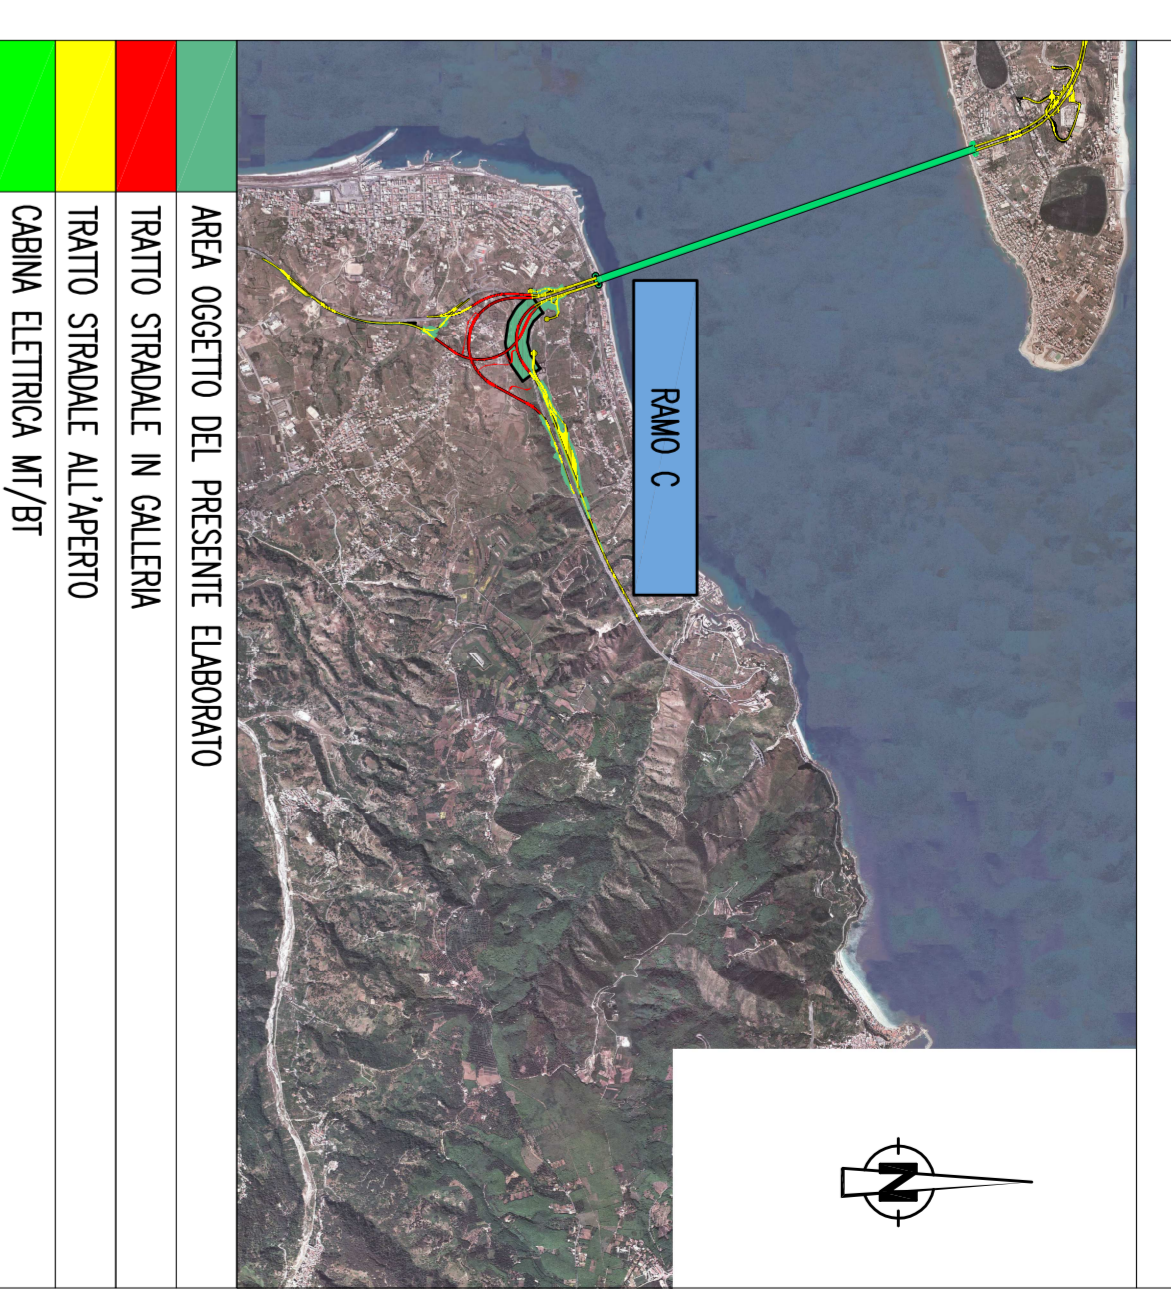 RAMO C
N
AREA OGGETTO DEL PRESENTE ELABORATO
TRATTO STRADALE IN GALLERIA
TRATTO STRADALE ALL'APERTO
CABINA ELETTRICA MT/BT